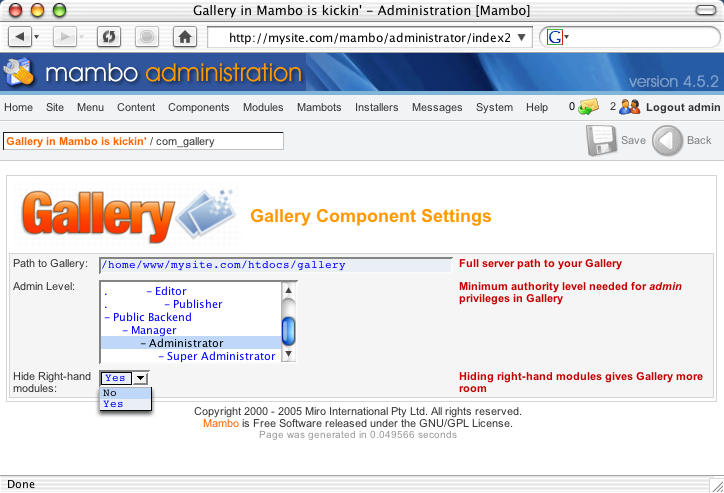 Gallery in Mambo is kickin' – Administration [Mambo]
http://mysite.com/mambo/administrator/index2
G
mambo administration
version 4.5.2
Home Site Menu Content Components Modules Mambots Installers Messages System Help 0 2 Logout admin
Gallery in Mambo is kickin' / com_gallery
Save Back
Gallery Gallery Component Settings
Path to Gallery: /home/www/mysite.com/htdocs/gallery Full server path to your Gallery
Admin Level: Minimum authority level needed for admin
privileges in Gallery
. – Editor
. – Publisher
– Public Backend
– Manager
– Administrator
– Super Administrator
Hide Right-hand
modules:
Yes
Hiding right-hand modules gives Gallery more
room
No
Yes
Copyright 2000 - 2005 Miro International Pty Ltd. All rights reserved.
Mambo is Free Software released under the GNU/GPL License.
Page was generated in 0.049566 seconds
Done